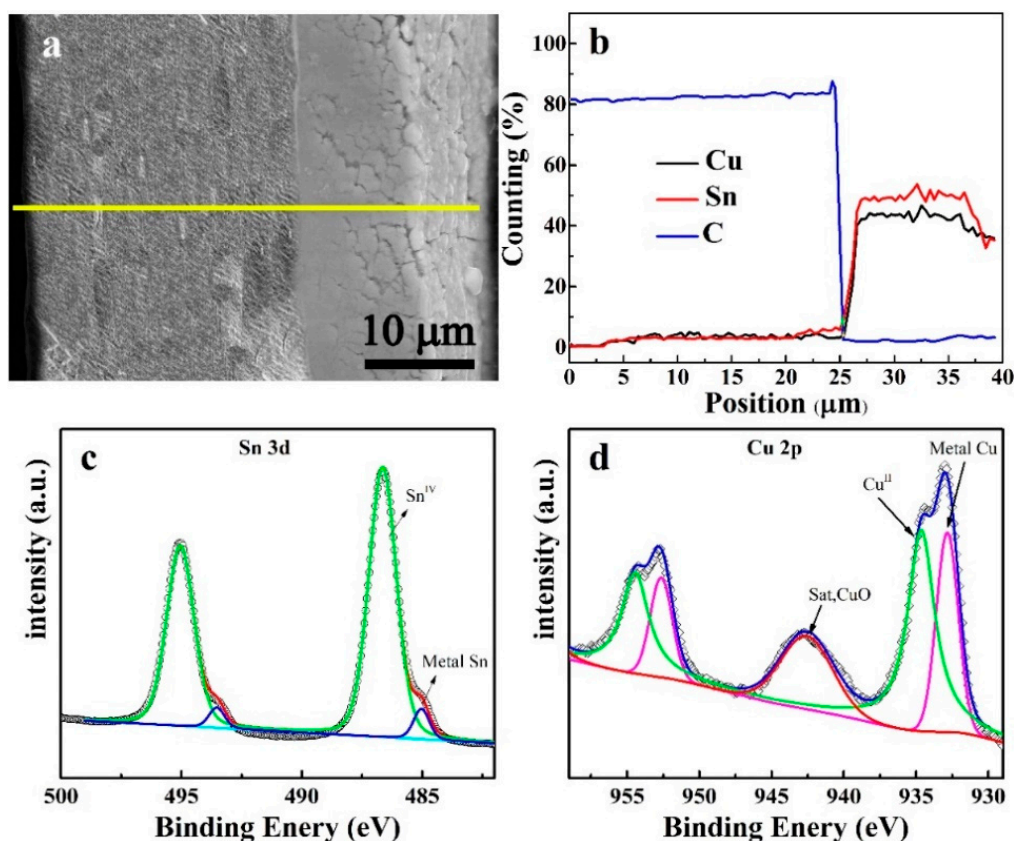 a
10 μm
b
100
80
60
40
20
0
Counting (%)
Cu
Sn
C
0 5 10 15 20 25 30 35 40
Position (μm)
c
Sn 3d
Sn^IV
Metal Sn
intensity (a.u.)
500 495 490 485
Binding Enery (eV)
d
Cu 2p
Metal Cu
Cu^II
Sat,CuO
intensity (a.u.)
955 950 945 940 935 930
Binding Enery (eV)